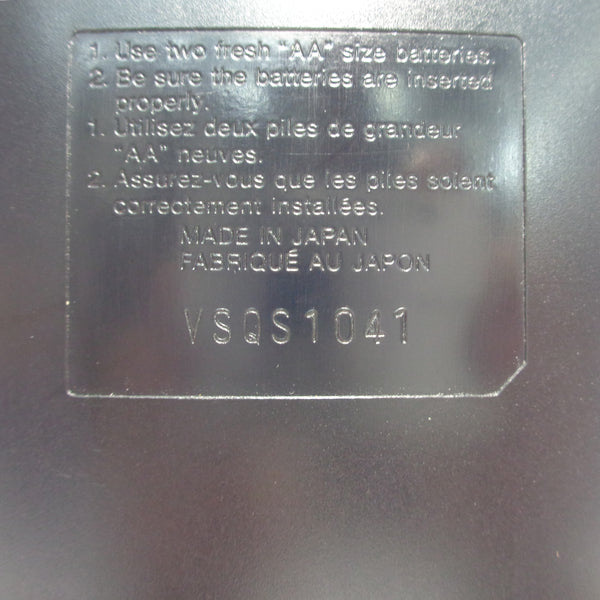 1. Use two fresh "AA" size batteries.
2. Be sure the batteries are inserted
properly.
1. Utilisez deux piles de grandeur
"AA" neuves.
2. Assurez-vous que les piles soient
correctement installées.
MADE IN JAPAN
FABRIQUÉ AU JAPON
VSQS1041